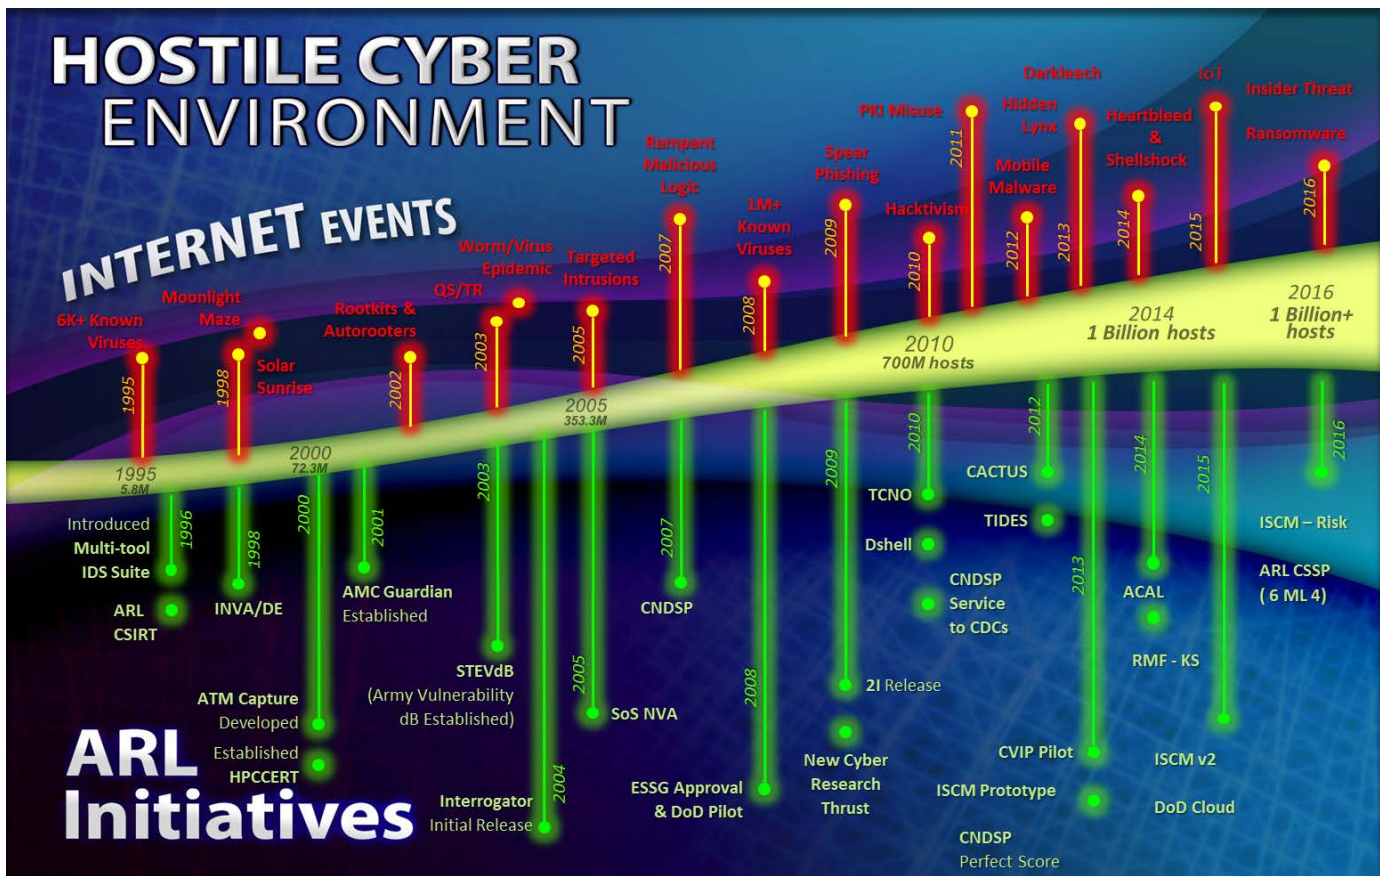 HOSTILE CYBER
ENVIRONMENT
INTERNET EVENTS
6K+ Known
Viruses
1995
Moonlight
Maze
1998
Solar
Sunrise
Rootkits &
Autorooters
2002
Worm/Virus
Epidemic
QS/TR
2003
Targeted
Intrusions
2005
Rampant
Malicious
Logic
2007
1M+
Known
Viruses
2008
Spear
Phishing
2009
Hacktivism
2010
PKI Misuse
2011
Mobile
Malware
2012
Darkleech
Hidden
Lynx
2013
Heartbleed
&
Shellshock
2014
IoT
2015
Insider Threat
Ransomware
2016
1995
5.8M
2000
72.3M
2005
353.3M
2010
700M hosts
2014
1 Billion hosts
2016
1 Billion+
hosts
1996
Introduced
Multi-tool
IDS Suite
ARL
CSIRT
1998
INVA/DE
2000
ATM Capture
Developed
Established
HPCCERT
2001
AMC Guardian
Established
2003
STEVdB
(Army Vulnerability
dB Established)
2004
Interrogator
Initial Release
2005
SoS NVA
2007
CNDSP
2008
ESSG Approval
& DoD Pilot
2009
2I Release
New Cyber
Research
Thrust
2010
TCNO
Dshell
CNDSP
Service
to CDCs
2012
CACTUS
TIDES
2013
CVIP Pilot
ISCM Prototype
CNDSP
Perfect Score
2014
ACAL
RMF - KS
2015
ISCM v2
DoD Cloud
2016
ISCM – Risk
ARL CSSP
( 6 ML 4)
ARL
Initiatives